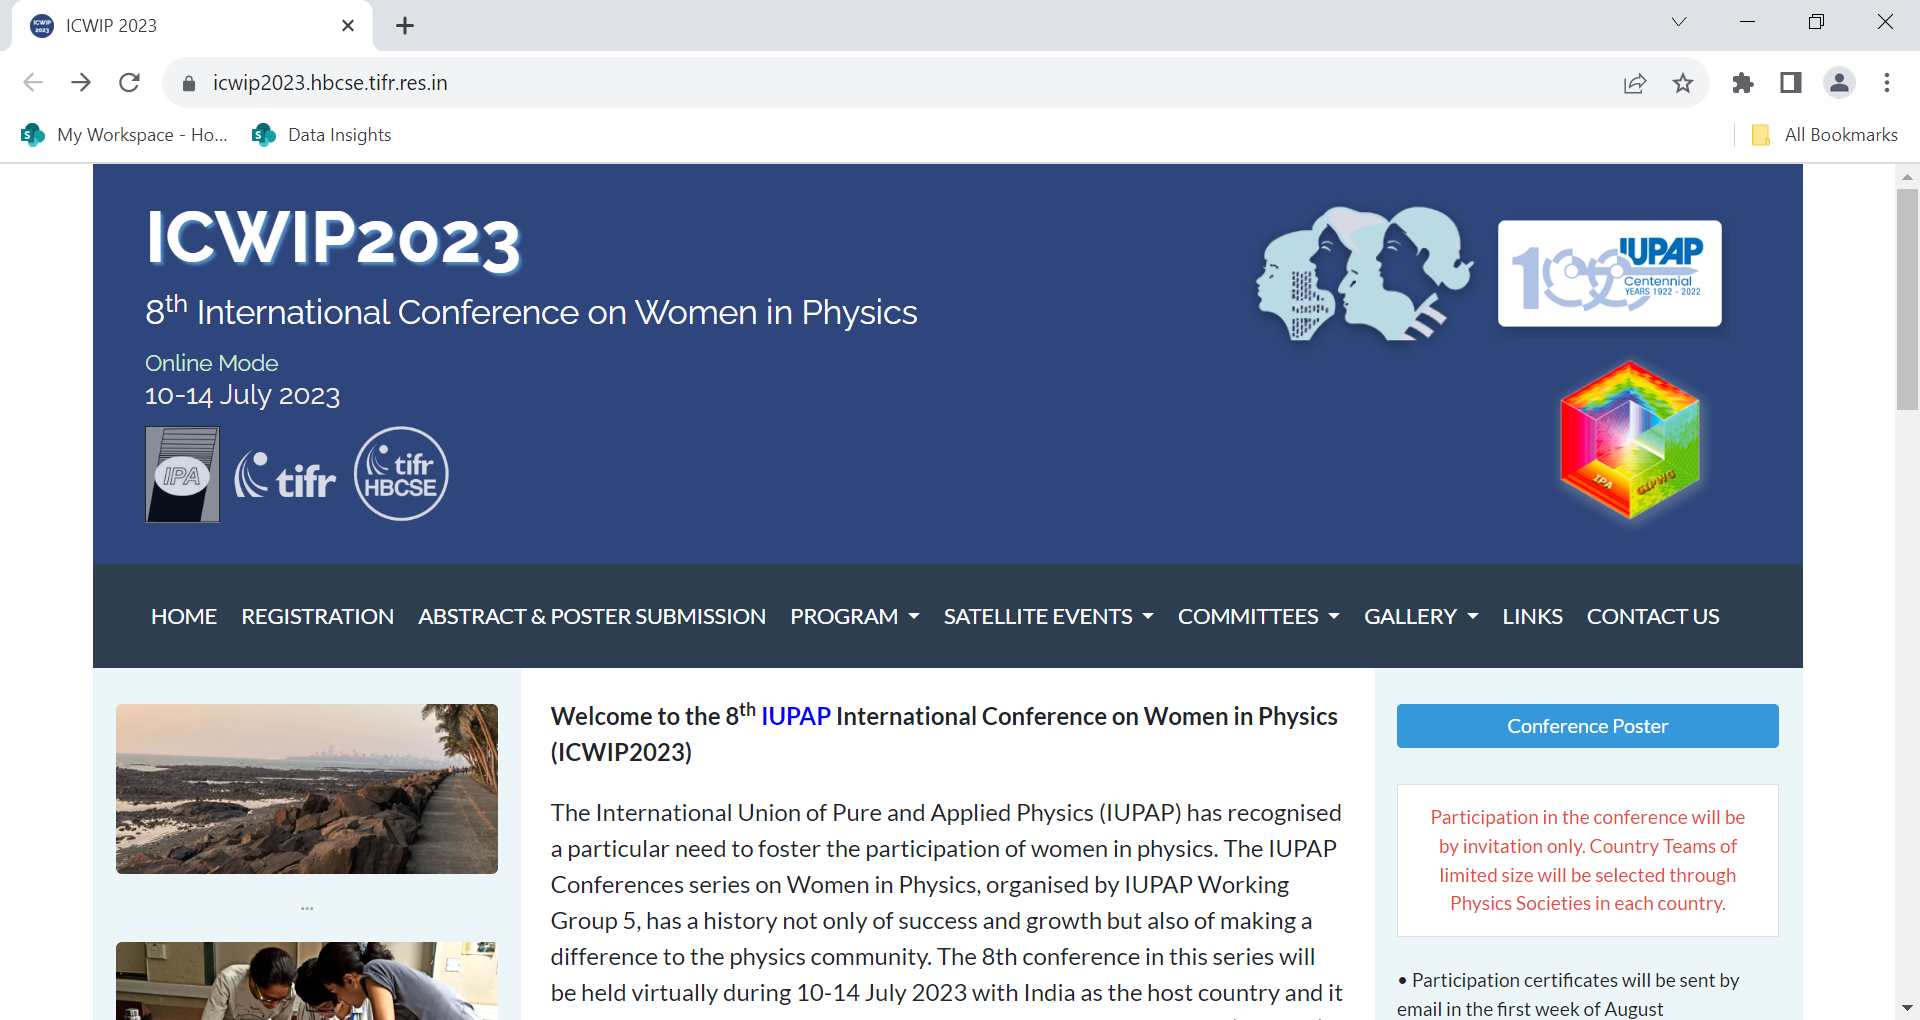 ICWIP 2023
icwip2023.hbcse.tifr.res.in
My Workspace - Ho...
Data Insights
All Bookmarks
ICWIP2023
8th International Conference on Women in Physics
Online Mode
10-14 July 2023
IPA
tifr
tifr
HBCSE
100
IUPAP
Centennial
YEARS 1922 - 2022
IPA
GIPWG
HOME
REGISTRATION
ABSTRACT & POSTER SUBMISSION
PROGRAM
SATELLITE EVENTS
COMMITTEES
GALLERY
LINKS
CONTACT US
...
Welcome to the 8th IUPAP International Conference on Women in Physics
(ICWIP2023)
The International Union of Pure and Applied Physics (IUPAP) has recognised
a particular need to foster the participation of women in physics. The IUPAP
Conferences series on Women in Physics, organised by IUPAP Working
Group 5, has a history not only of success and growth but also of making a
difference to the physics community. The 8th conference in this series will
be held virtually during 10-14 July 2023 with India as the host country and it
Conference Poster
Participation in the conference will be
by invitation only. Country Teams of
limited size will be selected through
Physics Societies in each country.
• Participation certificates will be sent by
email in the first week of August